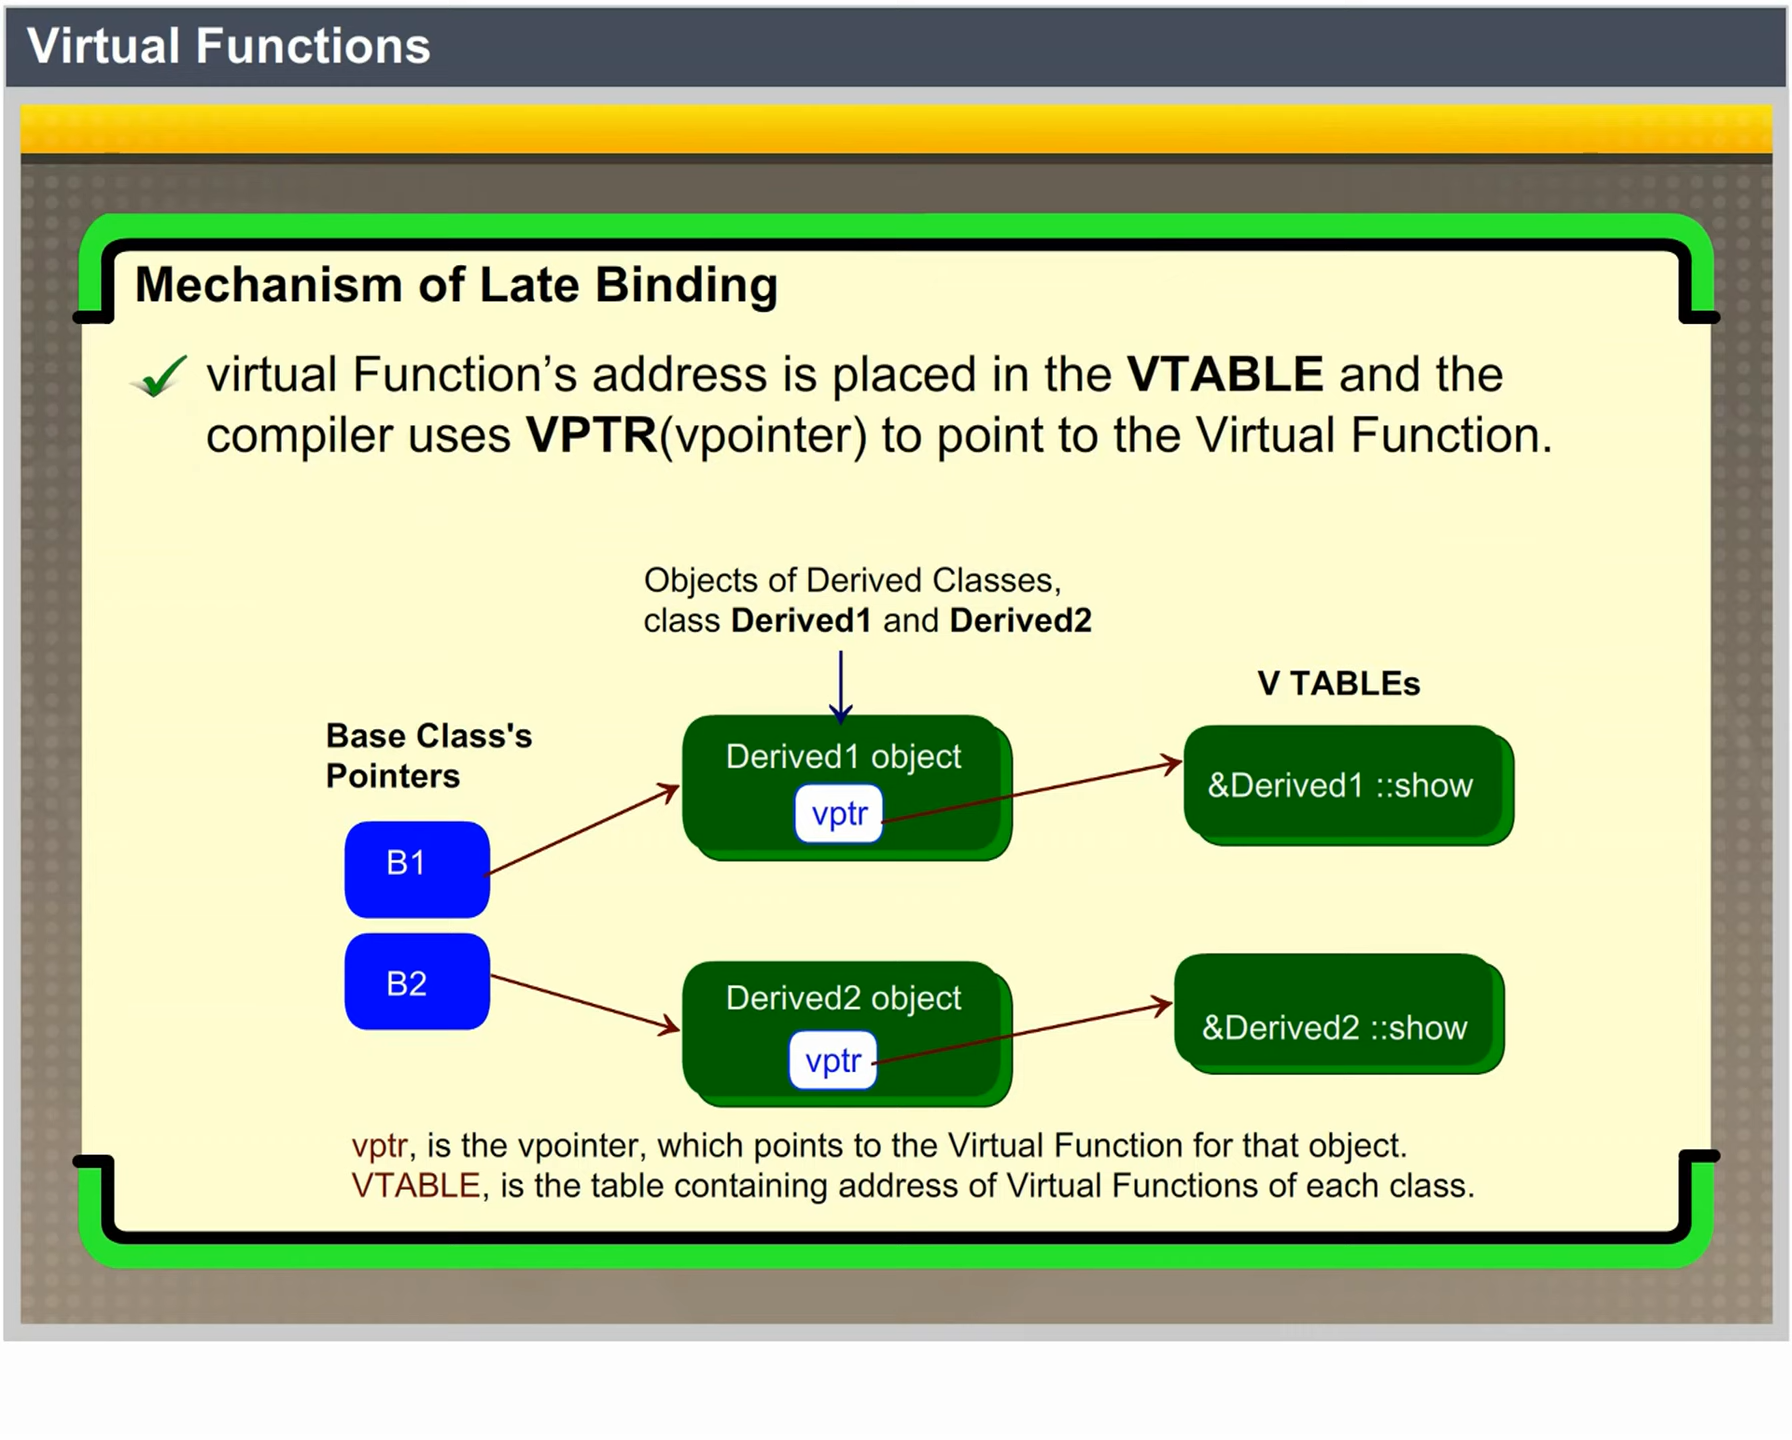 Virtual Functions
Mechanism of Late Binding
virtual Function’s address is placed in the VTABLE and the
compiler uses VPTR(vpointer) to point to the Virtual Function.
Objects of Derived Classes,
class Derived1 and Derived2
V TABLEs
Base Class's
Pointers
Derived1 object
vptr
&Derived1 ::show
B1
B2
Derived2 object
vptr
&Derived2 ::show
vptr, is the vpointer, which points to the Virtual Function for that object.
VTABLE, is the table containing address of Virtual Functions of each class.